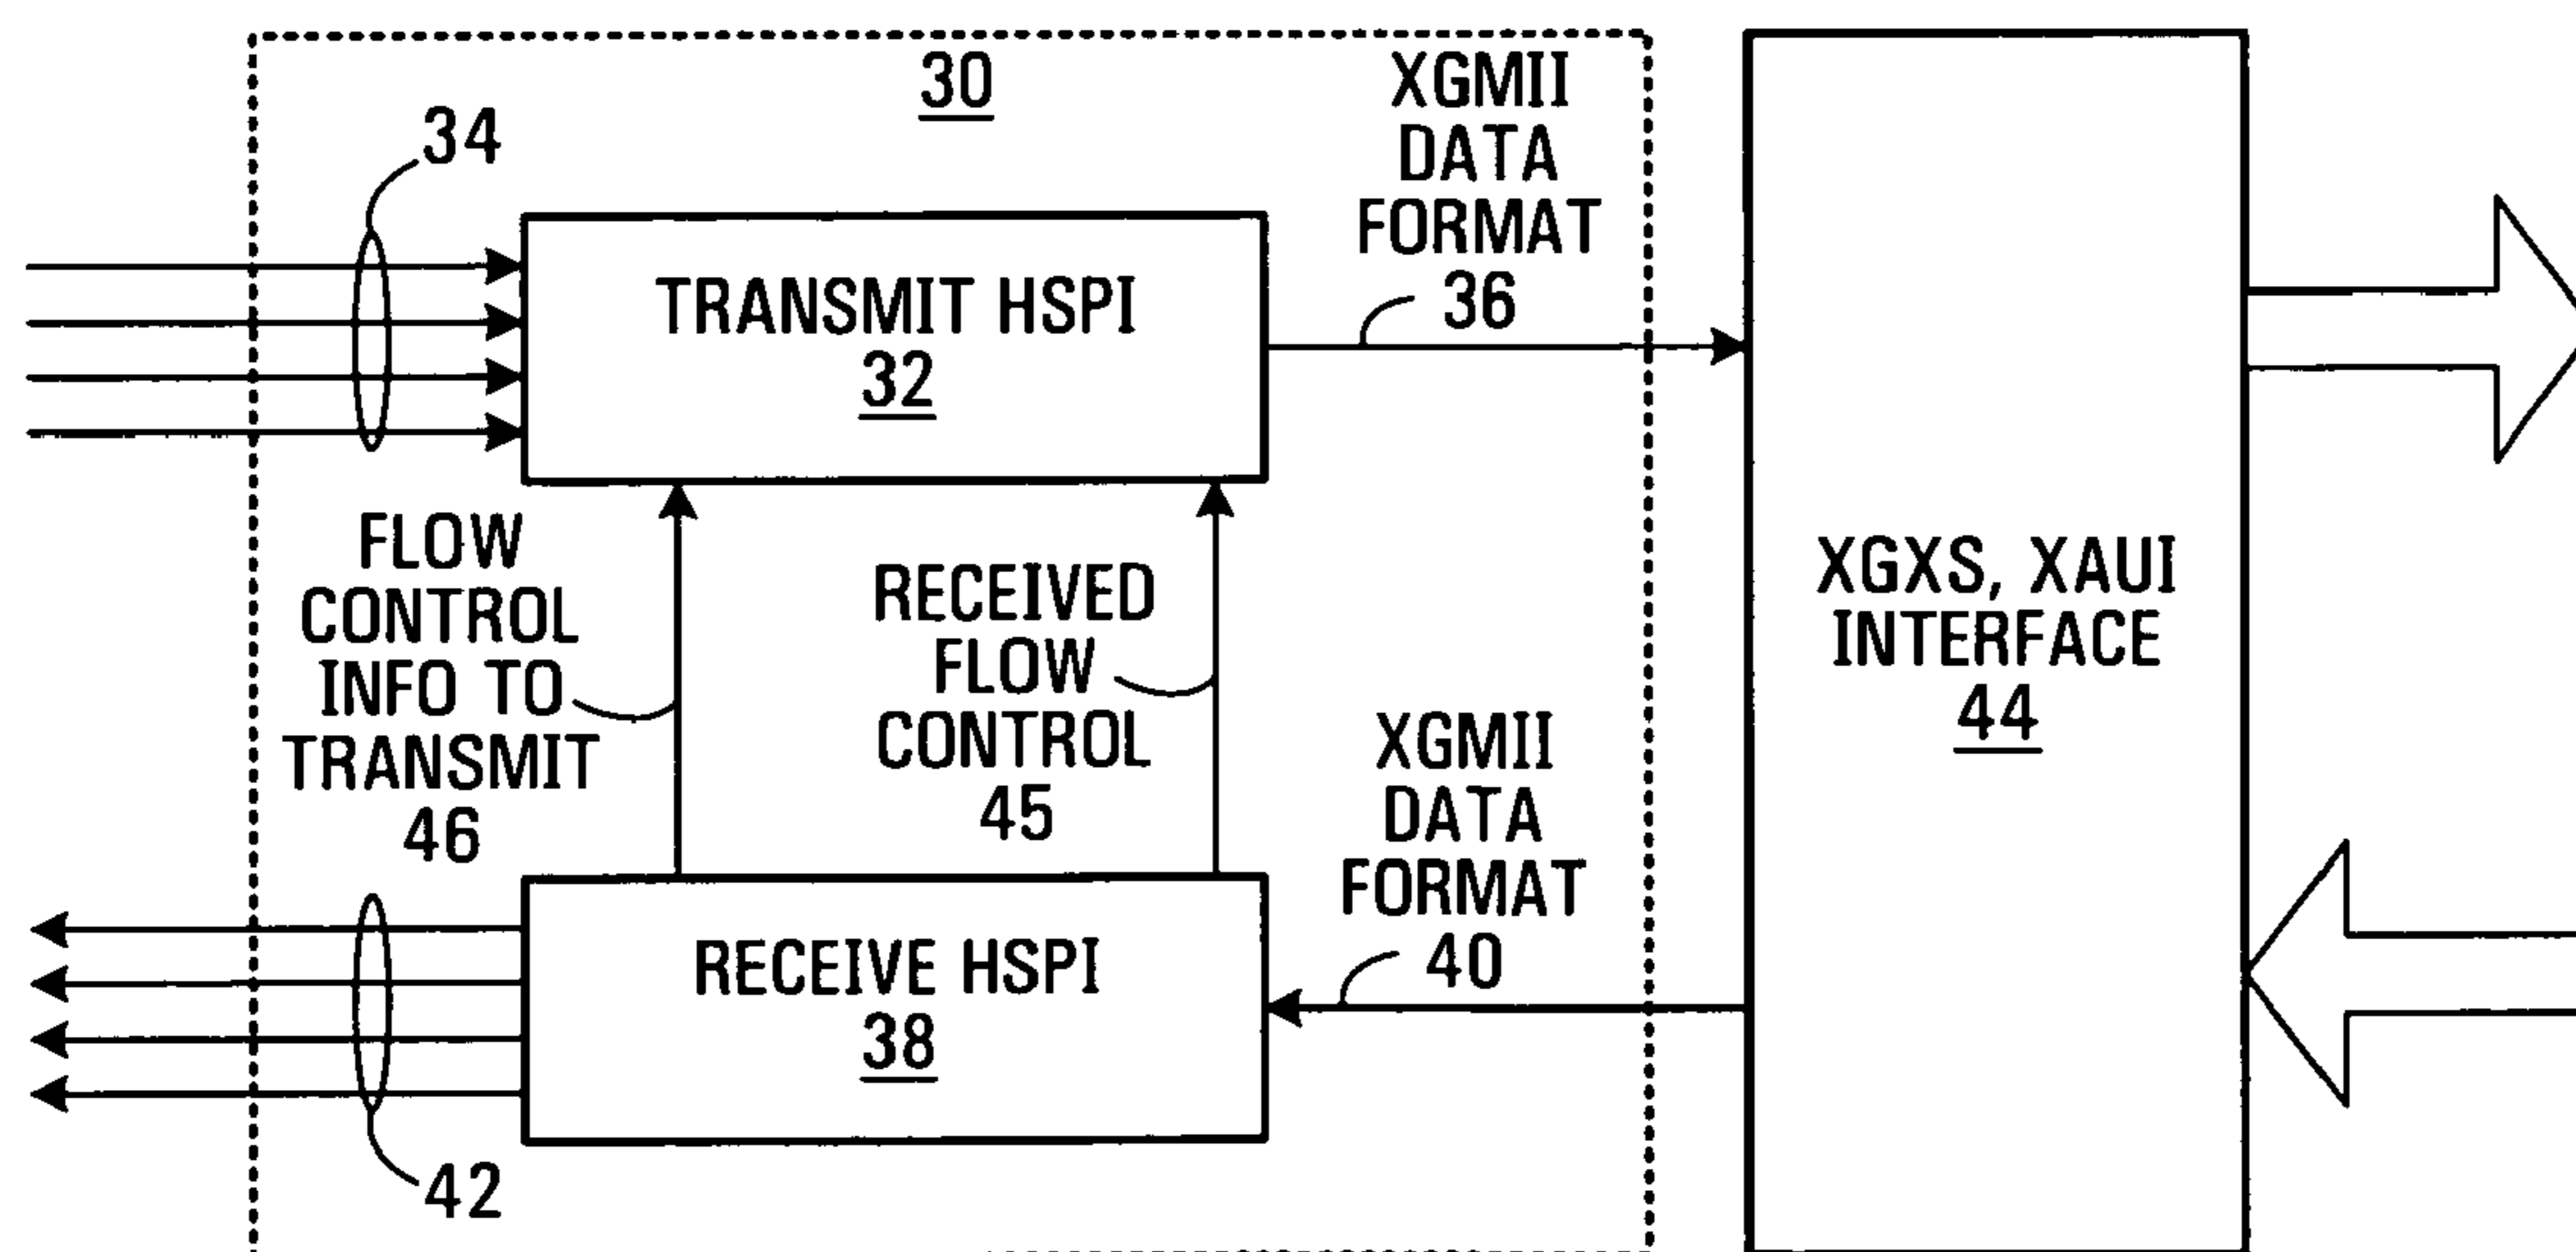 30
XGMII
DATA
FORMAT
36
34
TRANSMIT HSPI
32
FLOW
CONTROL
INFO TO
TRANSMIT
46
RECEIVED
FLOW
CONTROL
45
XGMII
DATA
FORMAT
40
XGXS, XAUI
INTERFACE
44
RECEIVE HSPI
38
42